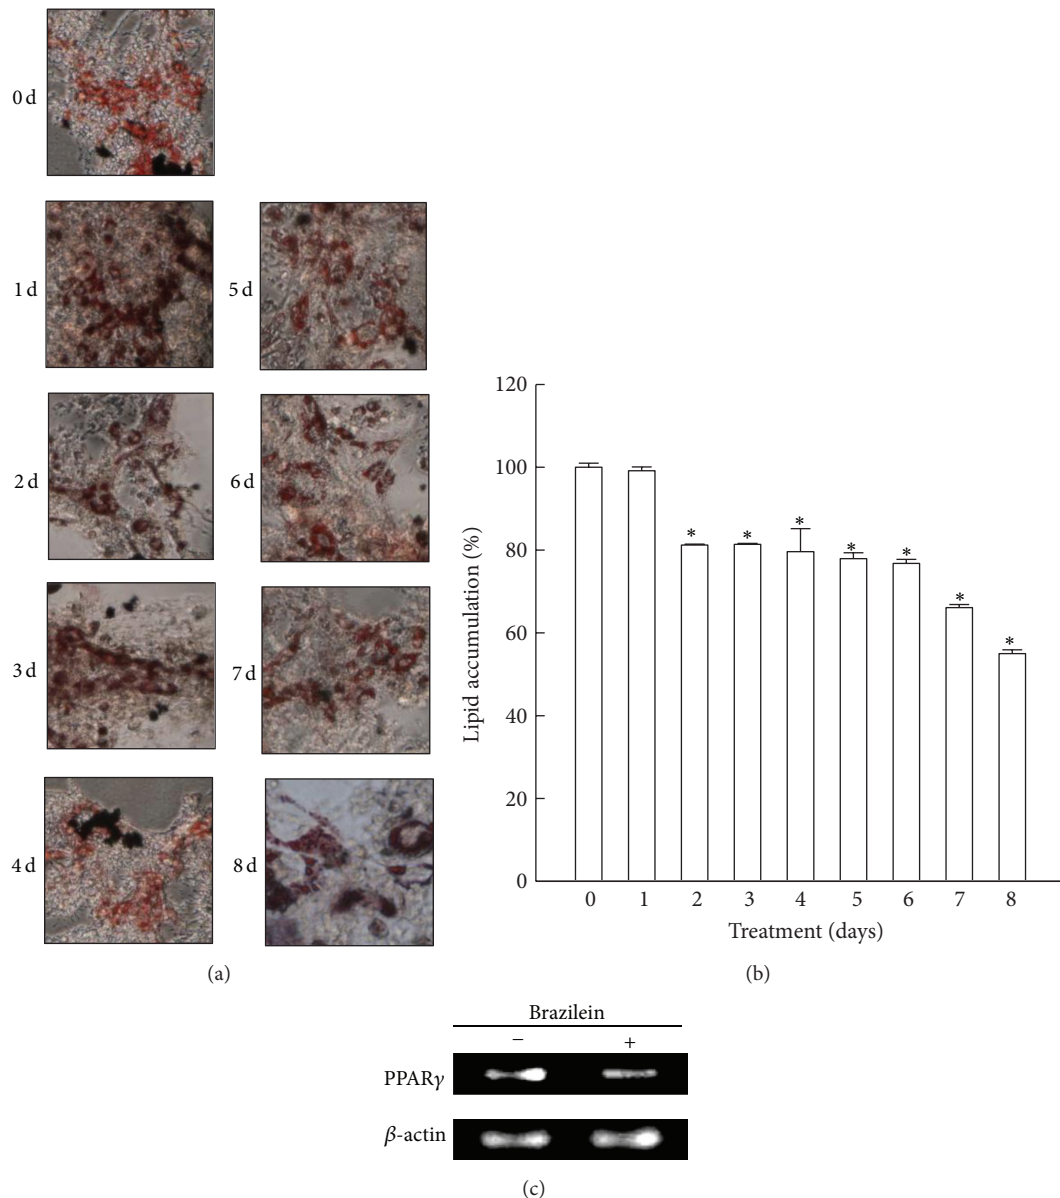 0 d
1 d
5 d
2 d
6 d
3 d
7 d
4 d
8 d
(a)
120
100
80
60
40
20
0
Lipid accumulation (%)
* * * * * * *
0 1 2 3 4 5 6 7 8
Treatment (days)
(b)
Brazilein
− +
PPARγ
β-actin
(c)